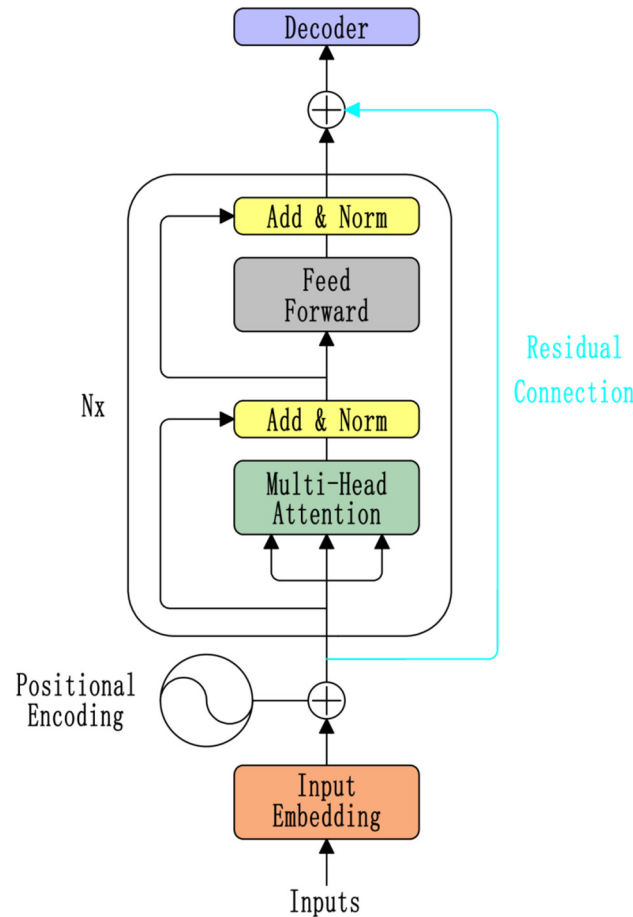 Decoder
Add & Norm
Feed
Forward
Residual
Connection
Nx
Add & Norm
Multi-Head
Attention
Positional
Encoding
Input
Embedding
Inputs